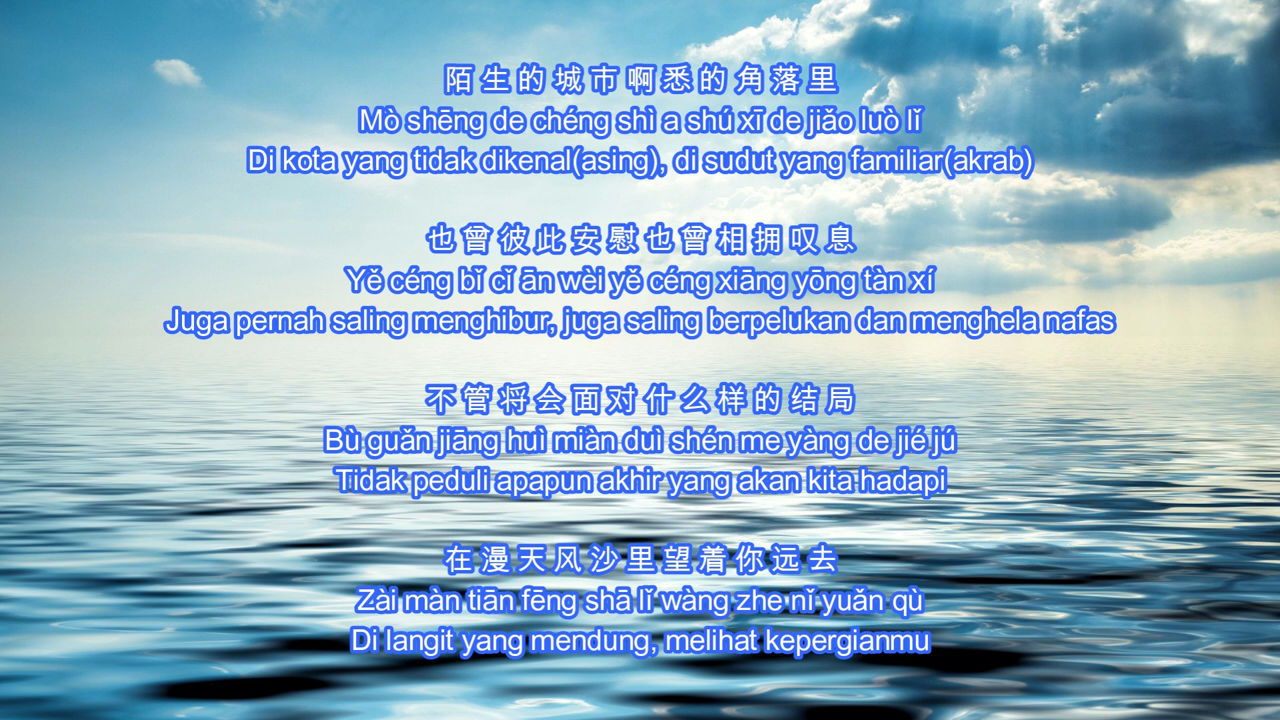 陌生的城市啊悉的角落里
Mò shēng de chéng shì a shú xī de jiǎo luò lǐ
Di kota yang tidak dikenal(asing), di sudut yang familiar(akrab)
也曾彼此安慰也曾相拥叹息
Yě céng bǐ cǐ ān wèi yě céng xiāng yōng tàn xí
Juga pernah saling menghibur, juga saling berpelukan dan menghela nafas
不管将会面对什么样的结局
Bù guǎn jiāng huì miàn duì shén me yàng de jié jú
Tidak peduli apapun akhir yang akan kita hadapi
在漫天风沙里望着你远去
Zài màn tiān fēng shā lǐ wàng zhe nǐ yuǎn qù
Di langit yang mendung, melihat kepergianmu